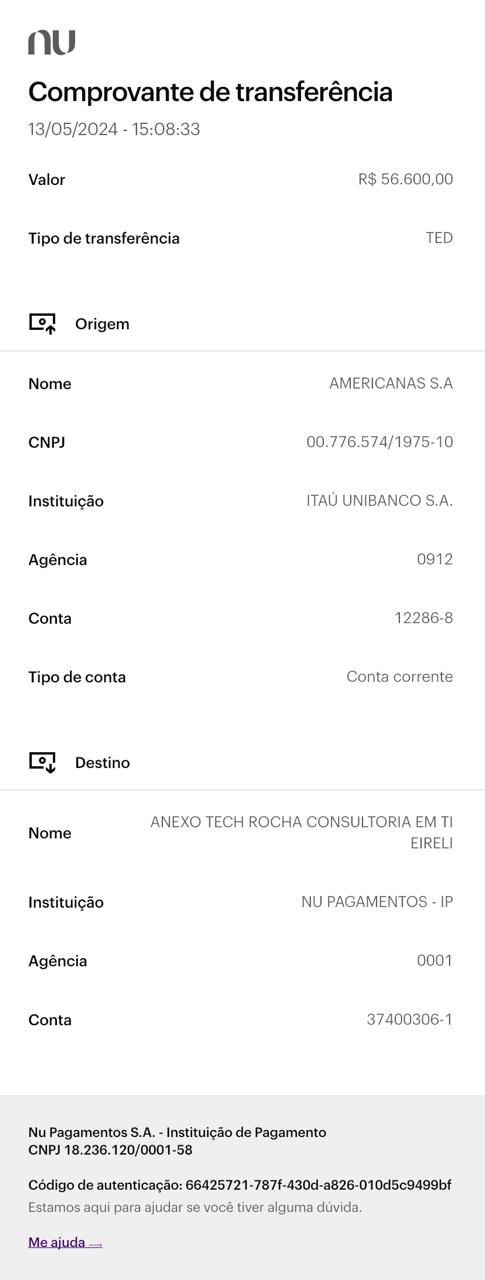 nu
Comprovante de transferência
13/05/2024 - 15:08:33
Valor R$ 56.600,00
Tipo de transferência TED
Origem
Nome AMERICANAS S.A
CNPJ 00.776.574/1975-10
Instituição ITAÚ UNIBANCO S.A.
Agência 0912
Conta 12286-8
Tipo de conta Conta corrente
Destino
Nome ANEXO TECH ROCHA CONSULTORIA EM TI
EIRELI
Instituição NU PAGAMENTOS - IP
Agência 0001
Conta 37400306-1
Nu Pagamentos S.A. - Instituição de Pagamento
CNPJ 18.236.120/0001-58
Código de autenticação: 66425721-787f-430d-a826-010d5c9499bf
Estamos aqui para ajudar se você tiver alguma dúvida.
Me ajuda